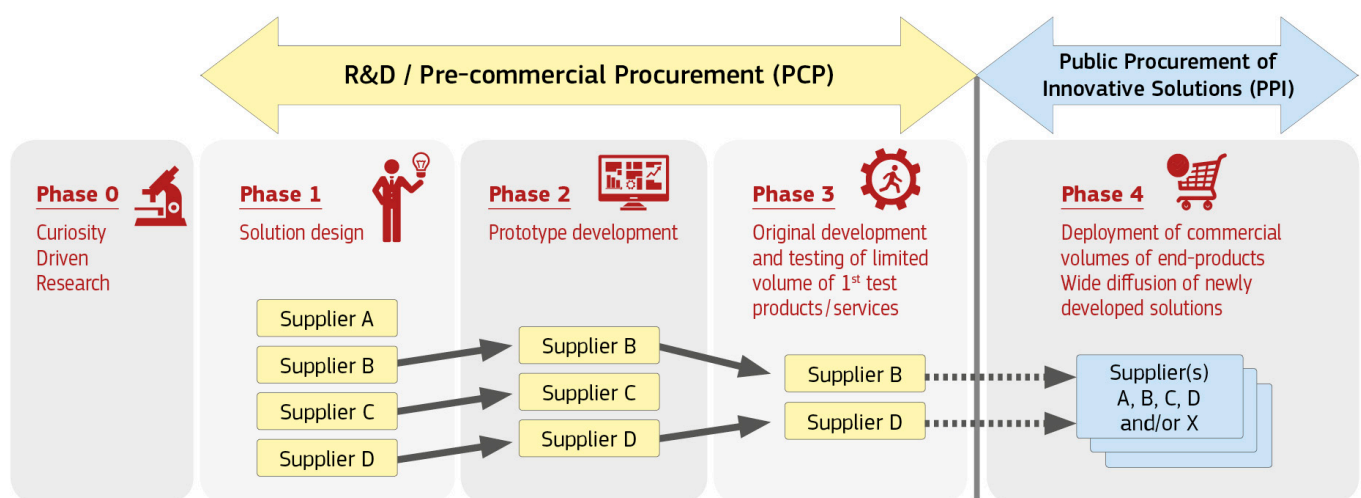 R&D / Pre-commercial Procurement (PCP)
Public Procurement of
Innovative Solutions (PPI)
Phase 0
Curiosity
Driven
Research
Phase 1
Solution design
Supplier A
Supplier B
Supplier C
Supplier D
Phase 2
Prototype development
Supplier B
Supplier C
Supplier D
Phase 3
Original development
and testing of limited
volume of 1st test
products/services
Supplier B
Supplier D
Phase 4
Deployment of commercial
volumes of end-products
Wide diffusion of newly
developed solutions
Supplier(s)
A, B, C, D
and/or X